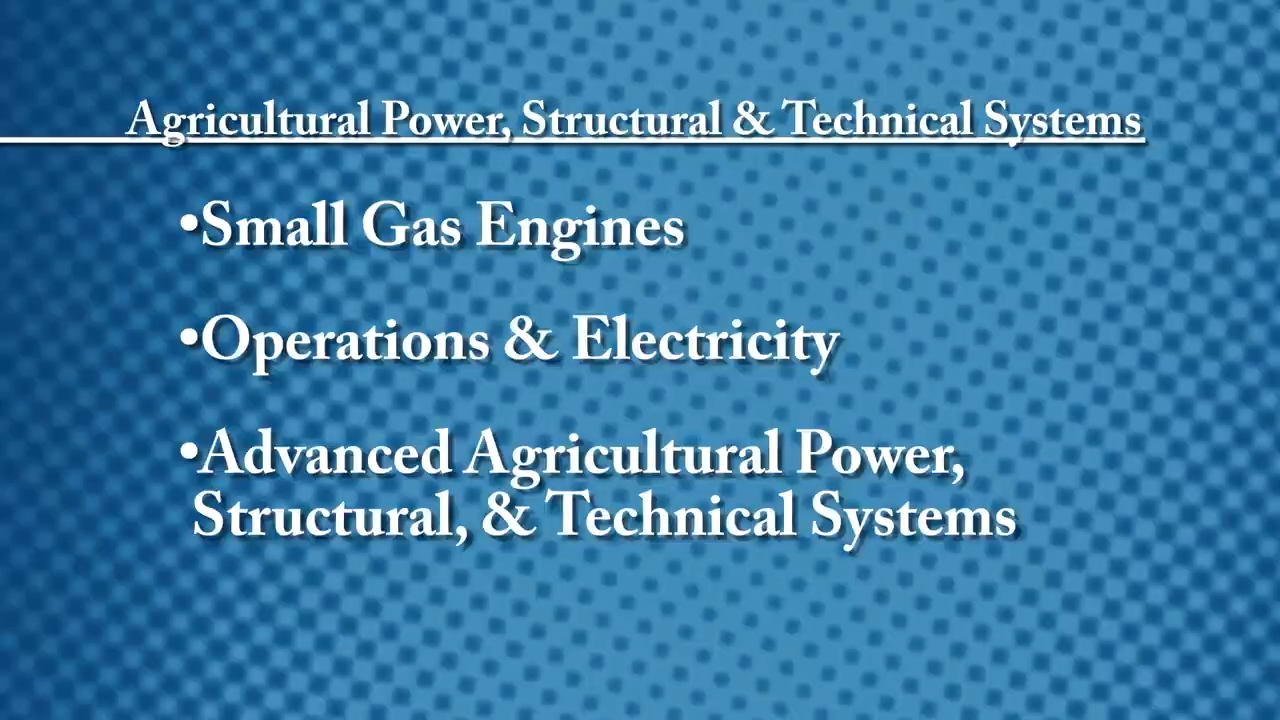 Agricultural Power, Structural & Technical Systems
•Small Gas Engines
•Operations & Electricity
•Advanced Agricultural Power,
Structural, & Technical Systems